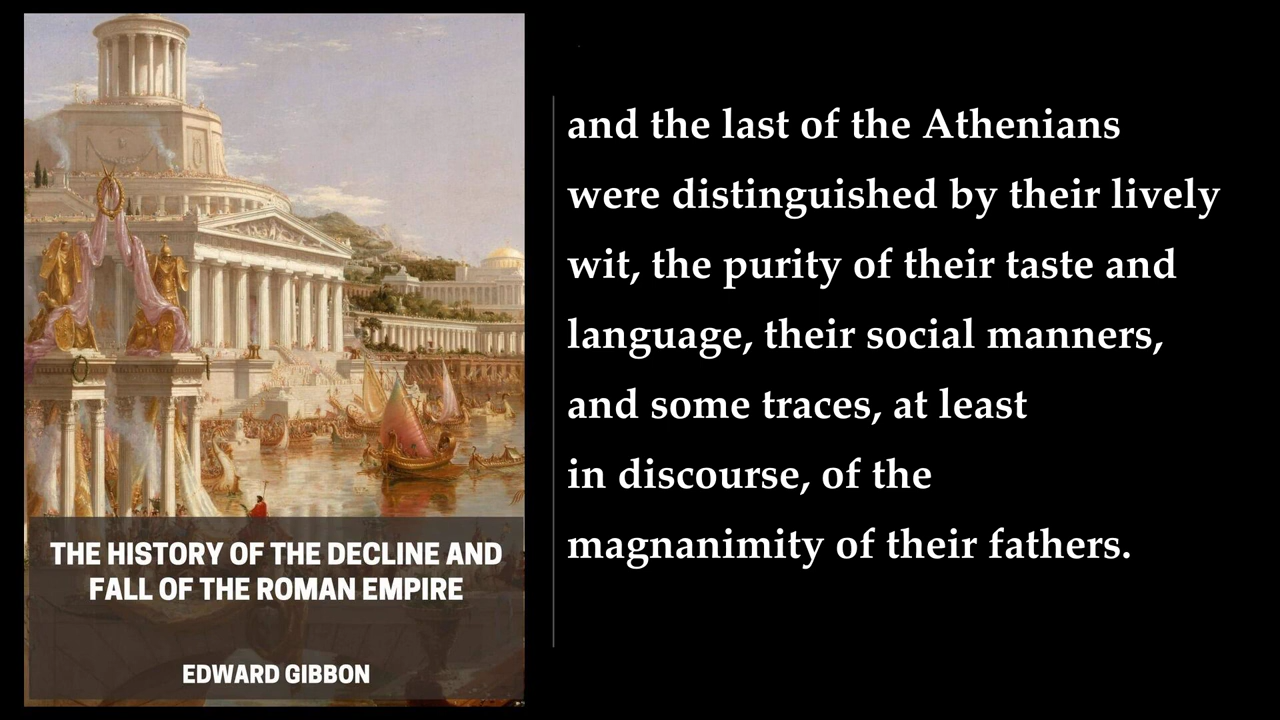 THE HISTORY OF THE DECLINE AND
FALL OF THE ROMAN EMPIRE
EDWARD GIBBON
and the last of the Athenians
were distinguished by their lively
wit, the purity of their taste and
language, their social manners,
and some traces, at least
in discourse, of the
magnanimity of their fathers.